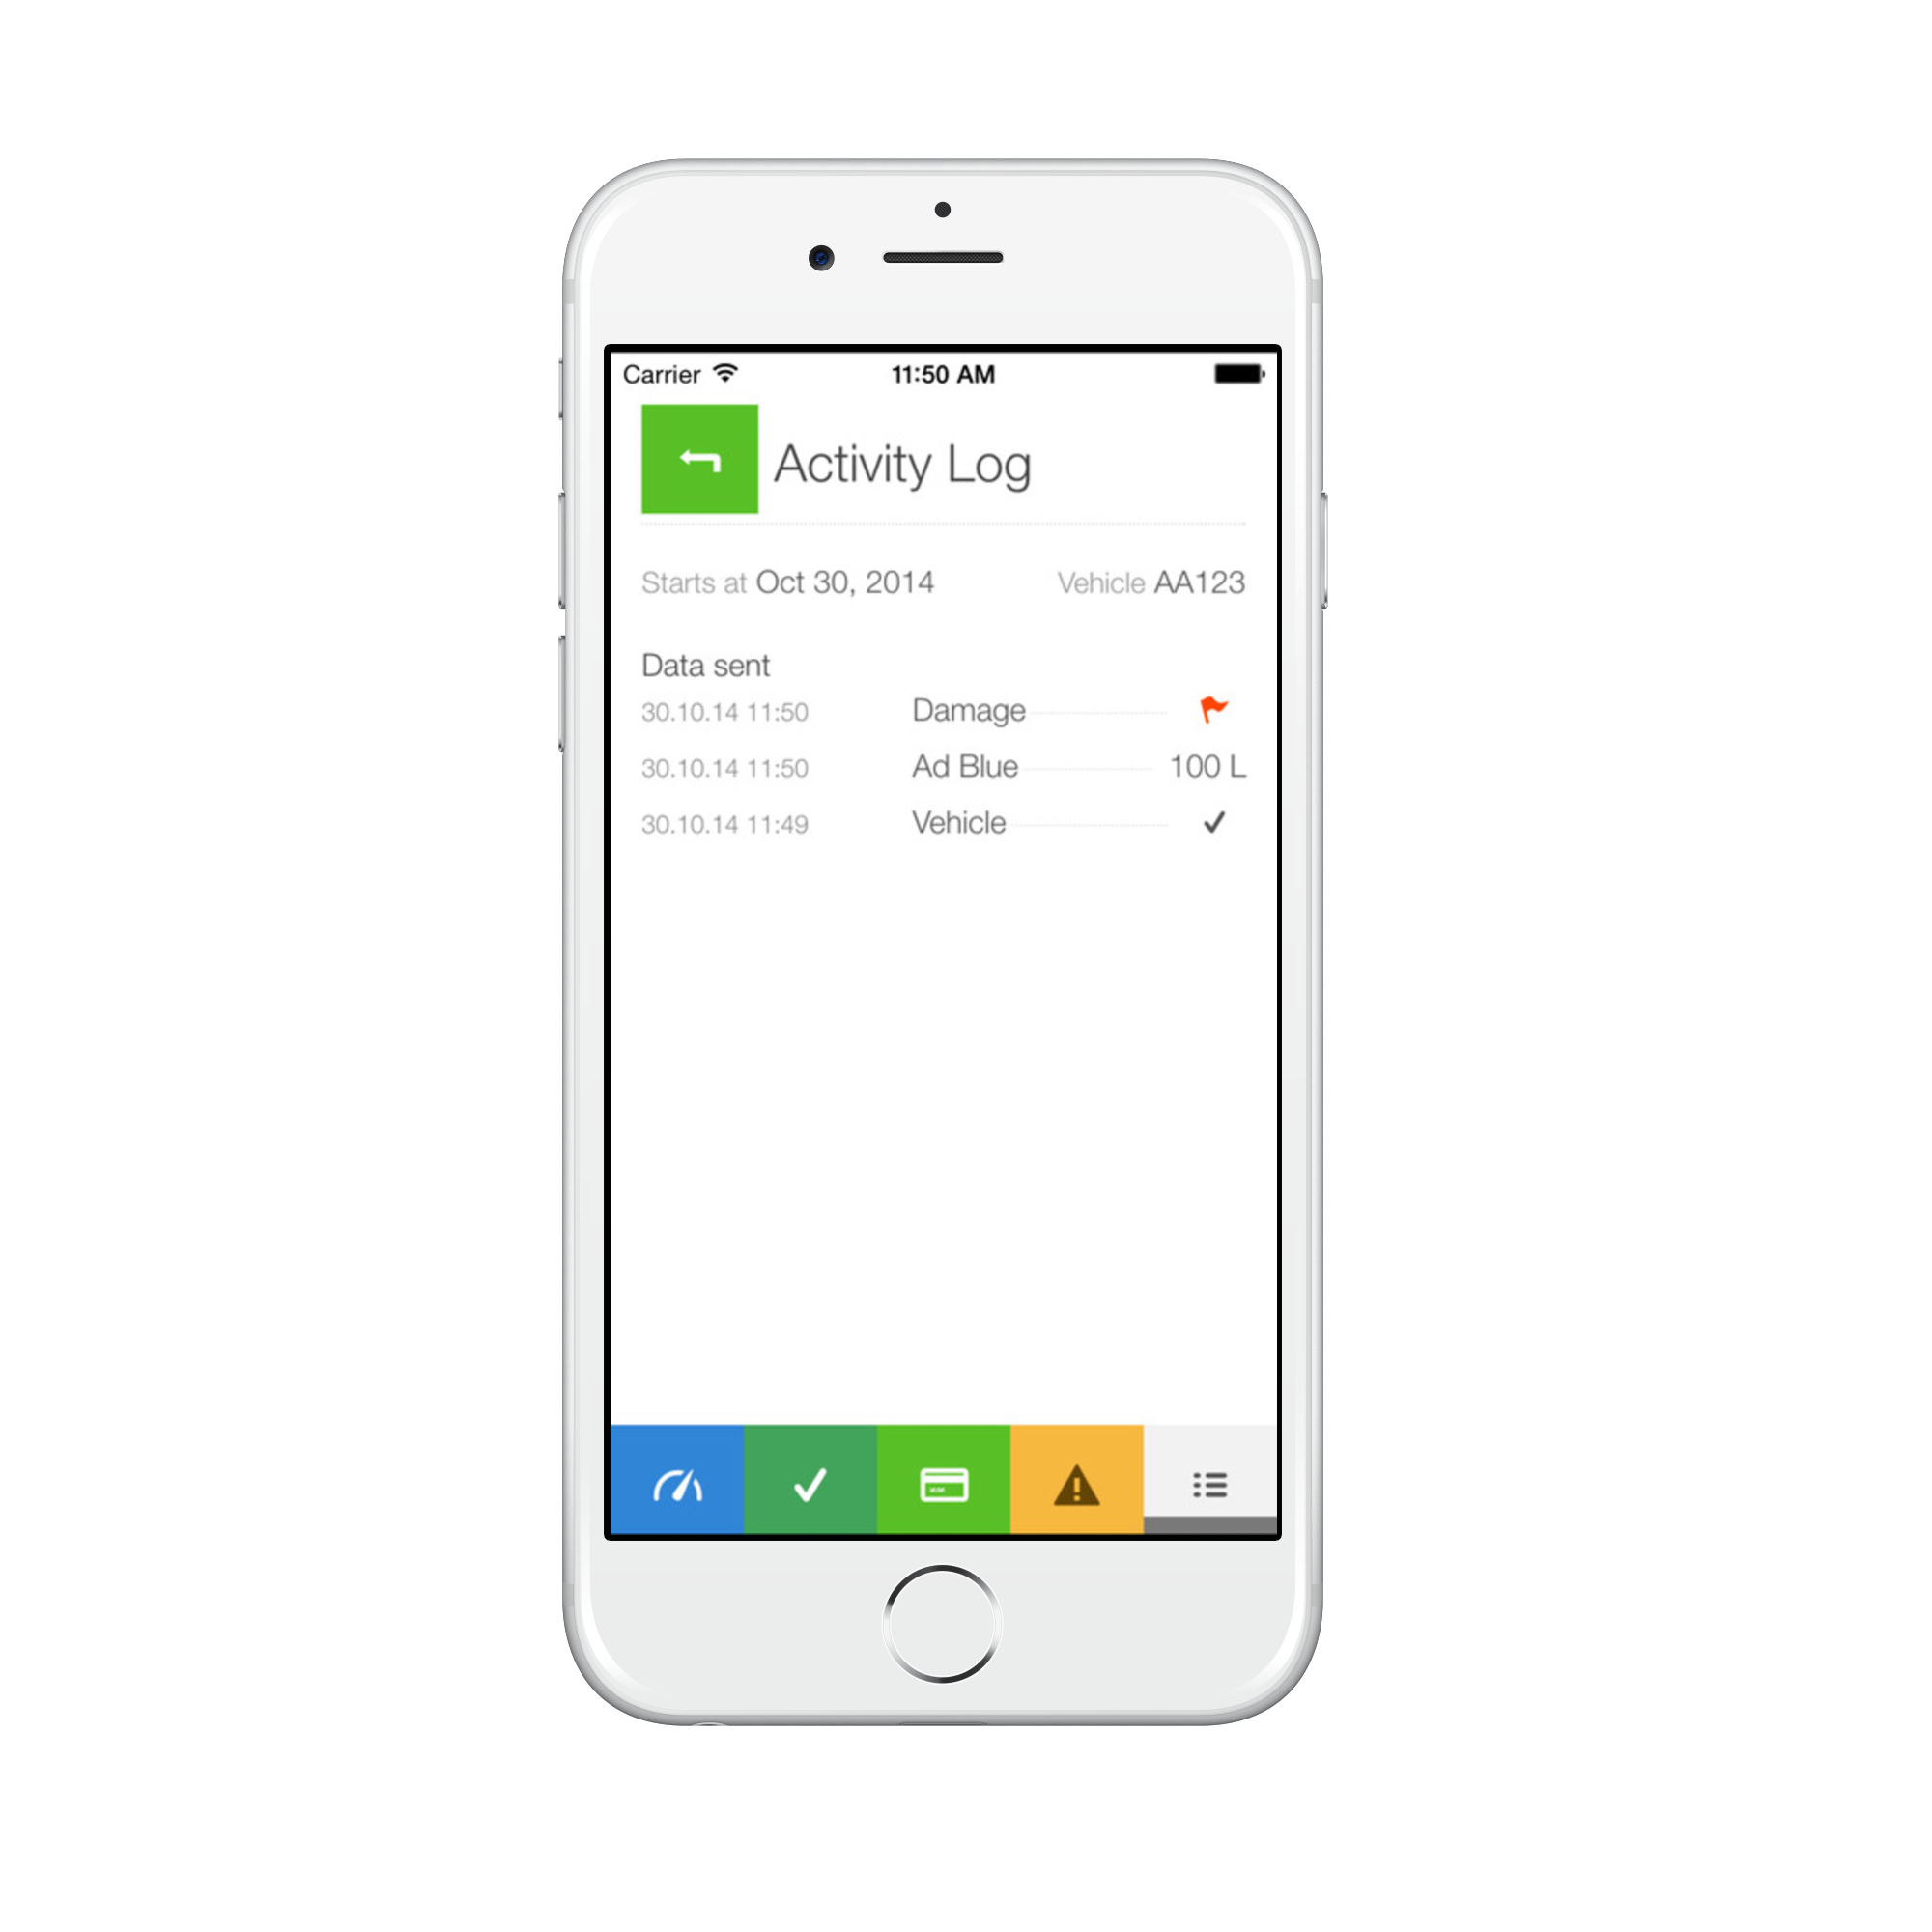 Carrier 11:50 AM
Activity Log
Starts at Oct 30, 2014 Vehicle AA123
Data sent
30.10.14 11:50 Damage
30.10.14 11:50 Ad Blue 100 L
30.10.14 11:49 Vehicle